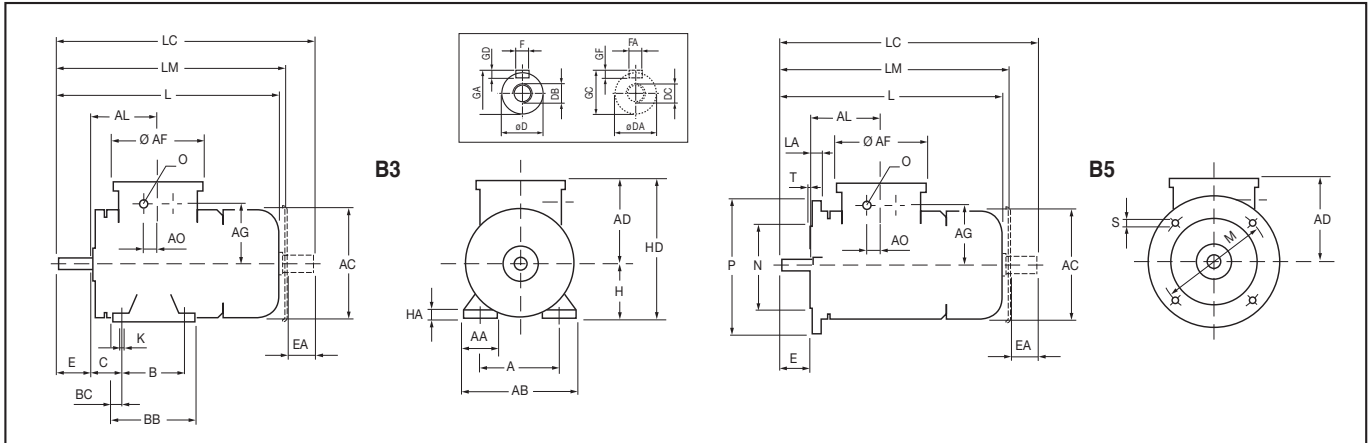 LC
LM
L
AL
Ø AF
O
AG
AO
AC
K
E
C
B
EA
BC
BB
B3
GD
F
GA
DB
øD
GF
FA
GC
DC
øDA
AD
HD
H
HA
AA
A
AB
LC
LM
L
AL
LA
Ø AF
T
O
AG
AO
P
N
AC
E
EA
B5
S
M
AD